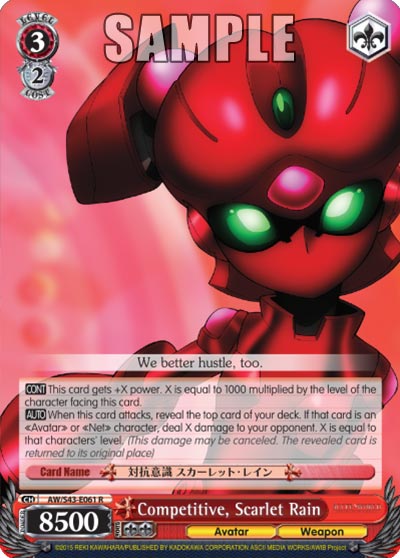 SAMPLE
LEVEL
3
2
COST
We better hustle, too.
CONT This card gets +X power. X is equal to 1000 multiplied by the level of the
character facing this card.
AUTO When this card attacks, reveal the top card of your deck. If that card is an
«Avatar» or «Net» character, deal X damage to your opponent. X is equal to
that characters' level. (This damage may be canceled. The revealed card is
returned to its original place)
Card Name 対抗意識 スカーレット・レイン
GR AW/S43-E061 R
Competitive, Scarlet Rain
8500
Avatar Weapon
©2015 REKI KAWAHARA/PUBLISHED BY KADOKAWA CORPORATION ASCII MEDIA WORKS/AWIB Project